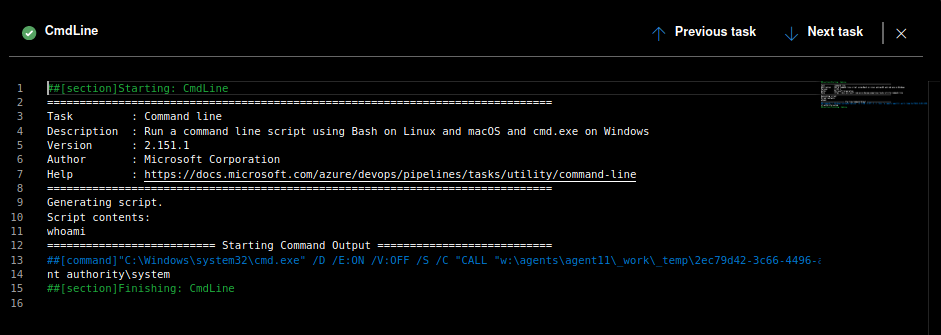 CmdLine
Previous task
Next task
1 ##[section]Starting: CmdLine
2 ==============================================================================
3 Task         : Command line
4 Description  : Run a command line script using Bash on Linux and macOS and cmd.exe on Windows
5 Version      : 2.151.1
6 Author       : Microsoft Corporation
7 Help         : https://docs.microsoft.com/azure/devops/pipelines/tasks/utility/command-line
8 ==============================================================================
9 Generating script.
10 Script contents:
11 whoami
12 ========================== Starting Command Output ===========================
13 ##[command]"C:\Windows\system32\cmd.exe" /D /E:ON /V:OFF /S /C "CALL "w:\agents\agent11\_work\_temp\2ec79d42-3c66-4496-
14 nt authority\system
15 ##[section]Finishing: CmdLine
16